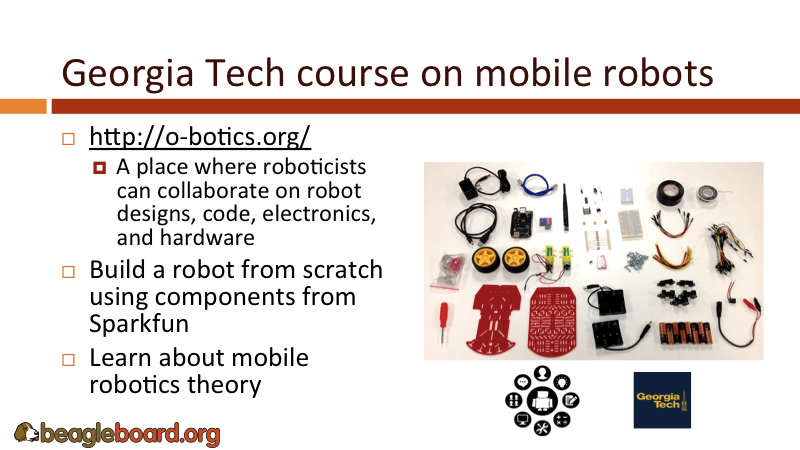 Georgia Tech course on mobile robots
http://o-botics.org/
A place where roboticists
can collaborate on robot
designs, code, electronics,
and hardware
Build a robot from scratch
using components from
Sparkfun
Learn about mobile
robotics theory
Georgia
Tech
beagleboard.org